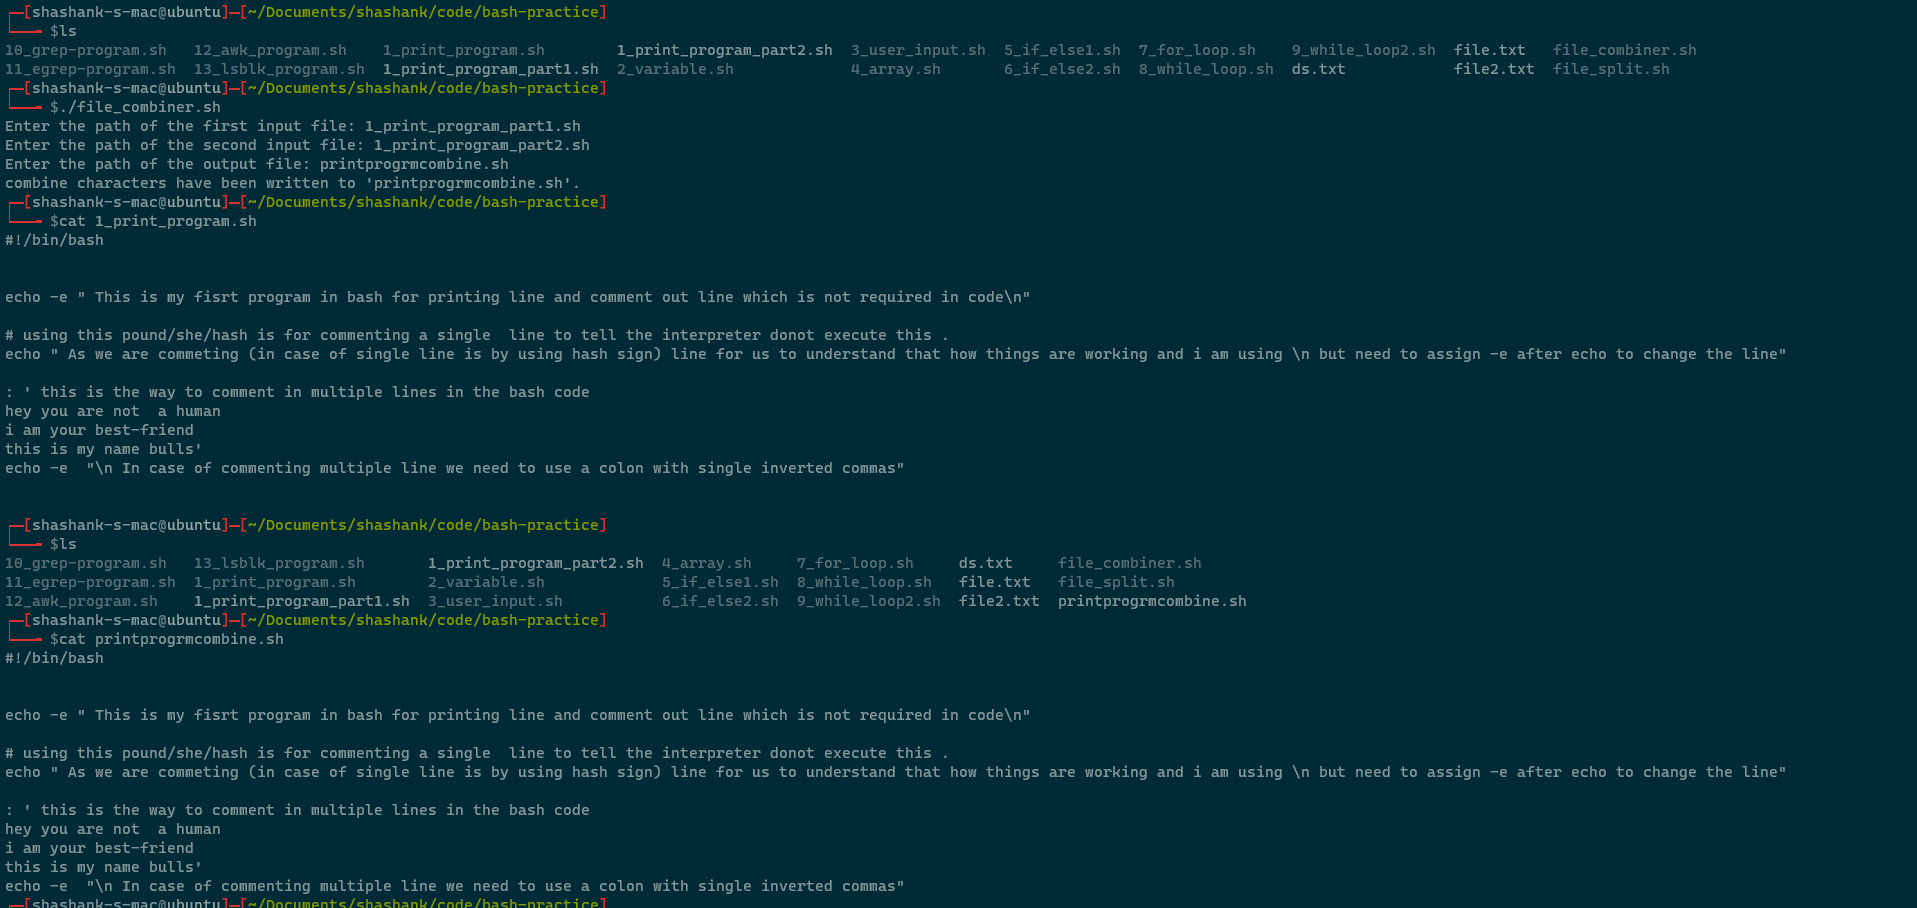 [shashank-s-mac@ubuntu]─[~/Documents/shashank/code/bash-practice]
$ls
10_grep-program.sh 12_awk_program.sh 1_print_program.sh 1_print_program_part2.sh 3_user_input.sh 5_if_else1.sh 7_for_loop.sh 9_while_loop2.sh file.txt file_combiner.sh
11_egrep-program.sh 13_lsblk_program.sh 1_print_program_part1.sh 2_variable.sh 4_array.sh 6_if_else2.sh 8_while_loop.sh ds.txt file2.txt file_split.sh
[shashank-s-mac@ubuntu]─[~/Documents/shashank/code/bash-practice]
$./file_combiner.sh
Enter the path of the first input file: 1_print_program_part1.sh
Enter the path of the second input file: 1_print_program_part2.sh
Enter the path of the output file: printprogrmcombine.sh
combine characters have been written to 'printprogrmcombine.sh'.
[shashank-s-mac@ubuntu]─[~/Documents/shashank/code/bash-practice]
$cat 1_print_program.sh
#!/bin/bash
echo -e " This is my fisrt program in bash for printing line and comment out line which is not required in code\n"
# using this pound/she/hash is for commenting a single  line to tell the interpreter donot execute this .
echo " As we are commeting (in case of single line is by using hash sign) line for us to understand that how things are working and i am using \n but need to assign -e after echo to change the line"
: ' this is the way to comment in multiple lines in the bash code
hey you are not  a human
i am your best-friend
this is my name bulls'
echo -e  "\n In case of commenting multiple line we need to use a colon with single inverted commas"
[shashank-s-mac@ubuntu]─[~/Documents/shashank/code/bash-practice]
$ls
10_grep-program.sh 13_lsblk_program.sh 1_print_program_part2.sh 4_array.sh 7_for_loop.sh ds.txt file_combiner.sh
11_egrep-program.sh 1_print_program.sh 2_variable.sh 5_if_else1.sh 8_while_loop.sh file.txt file_split.sh
12_awk_program.sh 1_print_program_part1.sh 3_user_input.sh 6_if_else2.sh 9_while_loop2.sh file2.txt printprogrmcombine.sh
[shashank-s-mac@ubuntu]─[~/Documents/shashank/code/bash-practice]
$cat printprogrmcombine.sh
#!/bin/bash
echo -e " This is my fisrt program in bash for printing line and comment out line which is not required in code\n"
# using this pound/she/hash is for commenting a single  line to tell the interpreter donot execute this .
echo " As we are commeting (in case of single line is by using hash sign) line for us to understand that how things are working and i am using \n but need to assign -e after echo to change the line"
: ' this is the way to comment in multiple lines in the bash code
hey you are not  a human
i am your best-friend
this is my name bulls'
echo -e  "\n In case of commenting multiple line we need to use a colon with single inverted commas"
[shashank-s-mac@ubuntu]─[~/Documents/shashank/code/bash-practice]